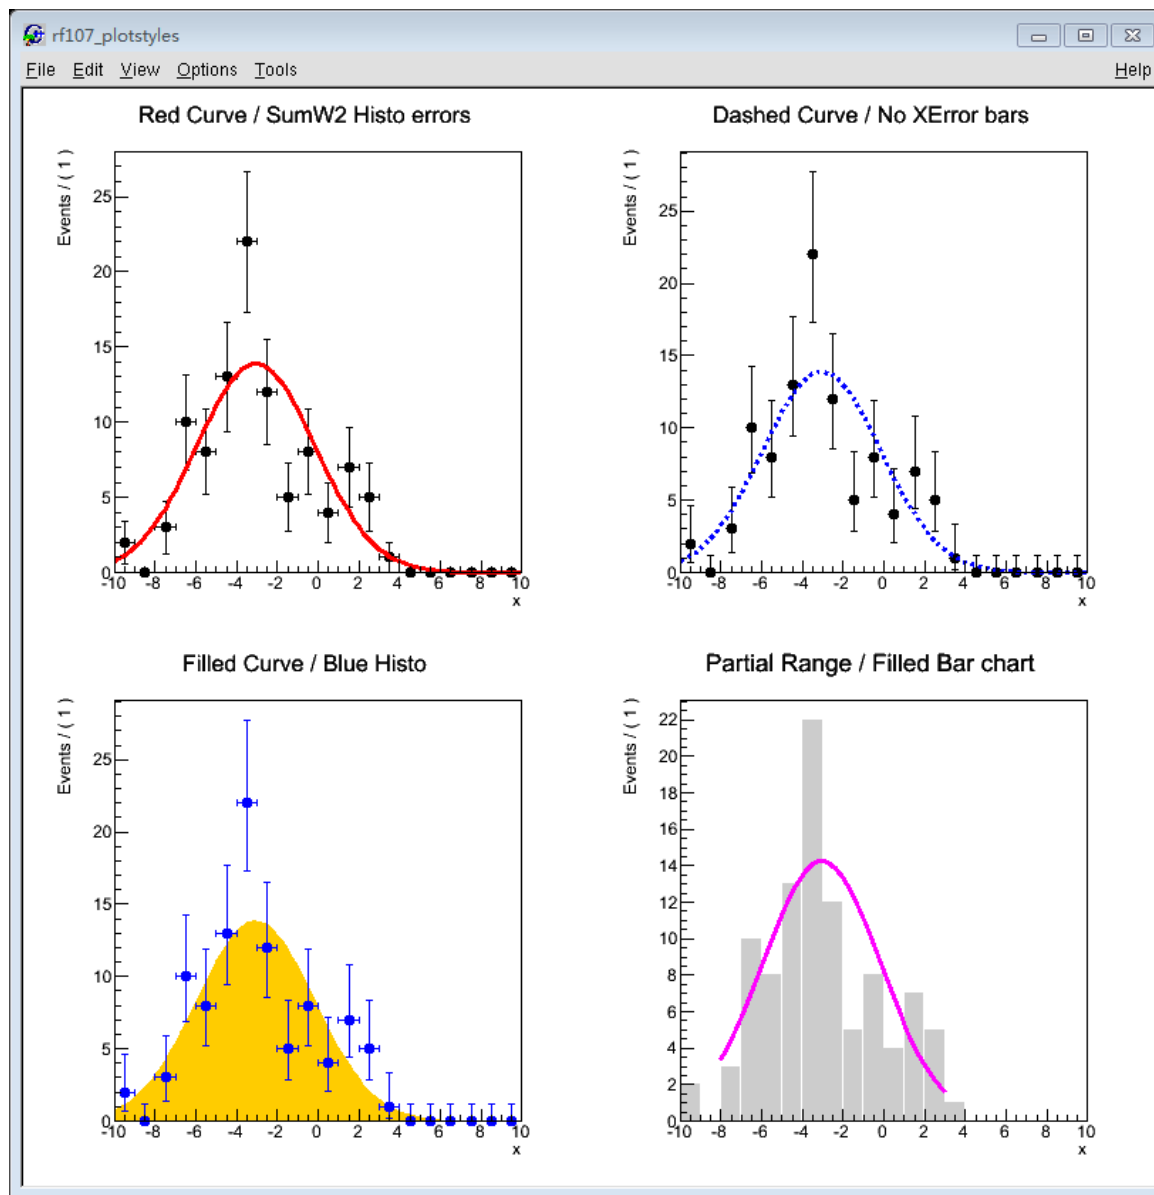 rf107_plotstyles
File Edit View Options Tools Help
Red Curve / SumW2 Histo errors
Events / ( 1 )
25
20
15
10
5
0
-10 -8 -6 -4 -2 0 2 4 6 8 10
x
Dashed Curve / No XError bars
Events / ( 1 )
25
20
15
10
5
0
-10 -8 -6 -4 -2 0 2 4 6 8 10
x
Filled Curve / Blue Histo
Events / ( 1 )
25
20
15
10
5
0
-10 -8 -6 -4 -2 0 2 4 6 8 10
x
Partial Range / Filled Bar chart
Events / ( 1 )
22
20
18
16
14
12
10
8
6
4
2
0
-10 -8 -6 -4 -2 0 2 4 6 8 10
x